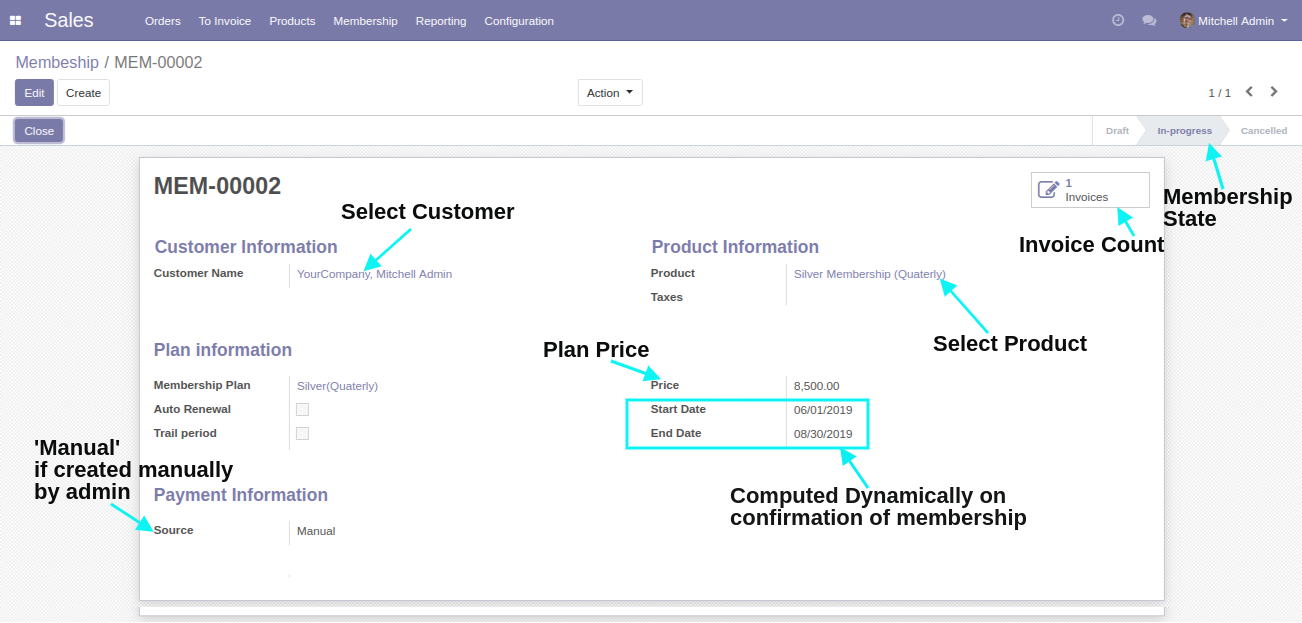 Sales Orders To Invoice Products Membership Reporting Configuration Mitchell Admin
Membeship / MEM-00002
Edit Create Action 1 / 1
Close Draft In-progress Cancelled
MEM-00002
1
Invoices
Membership
State
Select Customer
Invoice Count
Customer Information Product Information
Customer Name YourCompany, Mitchell Admin Product Silver Membership (Quaterly)
Taxes
Select Product
Plan information Plan Price
Membership Plan Silver(Quaterly) Price 8,500.00
Auto Renewal Start Date 06/01/2019
Trail period End Date 08/30/2019
'Manual'
if created manually
by admin
Payment Information
Computed Dynamically on
confirmation of membership
Source Manual